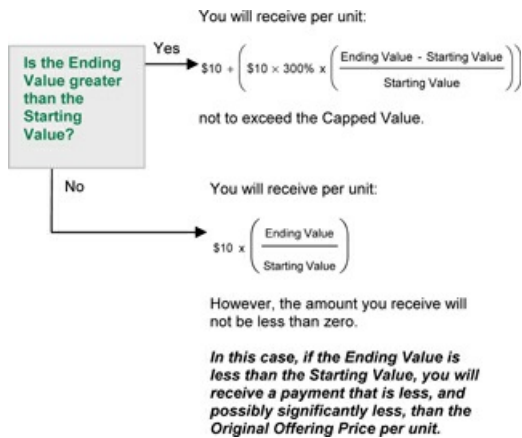 You will receive per unit:
Is the Ending
Value greater
than the
Starting
Value?
Yes
$10 + ( $10 × 300% x ( Ending Value - Starting Value
Starting Value ) )
not to exceed the Capped Value.
No
You will receive per unit:
$10 x ( Ending Value
Starting Value )
However, the amount you receive will
not be less than zero.
In this case, if the Ending Value is
less than the Starting Value, you will
receive a payment that is less, and
possibly significantly less, than the
Original Offering Price per unit.